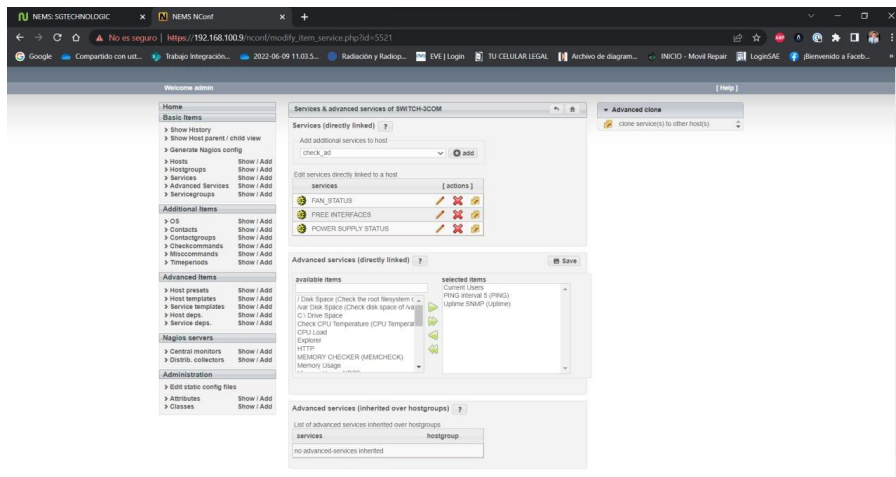 NEMS: SGTECHNOLOGIC
NEMS NConf
No es seguro | https://192.168.100.9/nconf/modify_item_service.php?id=5521
Google
Compartido con ust...
Trabajo Integración...
2022-06-09 11.03.5...
Radiación y Radiop...
EVE | Login
TU CELULAR LEGAL
Archivo de diagram...
INICIO - Movil Repair
LoginSAE
¡Bienvenido a Faceb...
Welcome admin
[ Help ]
Home
Basic Items
Show History
Show Host parent / child view
Generate Nagios config
Hosts Show / Add
Hostgroups Show / Add
Services Show / Add
Advanced Services Show / Add
Servicegroups Show / Add
Additional Items
OS Show / Add
Contacts Show / Add
Contactgroups Show / Add
Checkcommands Show / Add
Misccommands Show / Add
Timeperiods Show / Add
Advanced Items
Host presets Show / Add
Host templates Show / Add
Service templates Show / Add
Host deps. Show / Add
Service deps. Show / Add
Nagios servers
Central monitors Show / Add
Distrib. collectors Show / Add
Administration
Edit static config files
Attributes Show / Add
Classes Show / Add
Services & advanced services of SWITCH-3COM
Services (directly linked) ?
Add additional services to host
check_ad
add
Edit services directly linked to a host
services [ actions ]
FAN_STATUS
FREE INTERFACES
POWER SUPPLY STATUS
Advanced services (directly linked) ?
Save
available items
/ Disk Space (Check the root filesystem
/var Disk Space (Check disk space of /va
C:\ Drive Space
Check CPU Temperature (CPU Temperat
CPU Load
Explorer
HTTP
MEMORY CHECKER (MEMCHECK)
Memory Usage
selected items
Current Users
PING interval 5 (PING)
Uptime SNMP (Uptime)
Advanced services (inherited over hostgroups) ?
List of advanced services inherited over hostgroups
services hostgroup
no advanced-services inherited
Advanced clone
clone service(s) to other host(s)